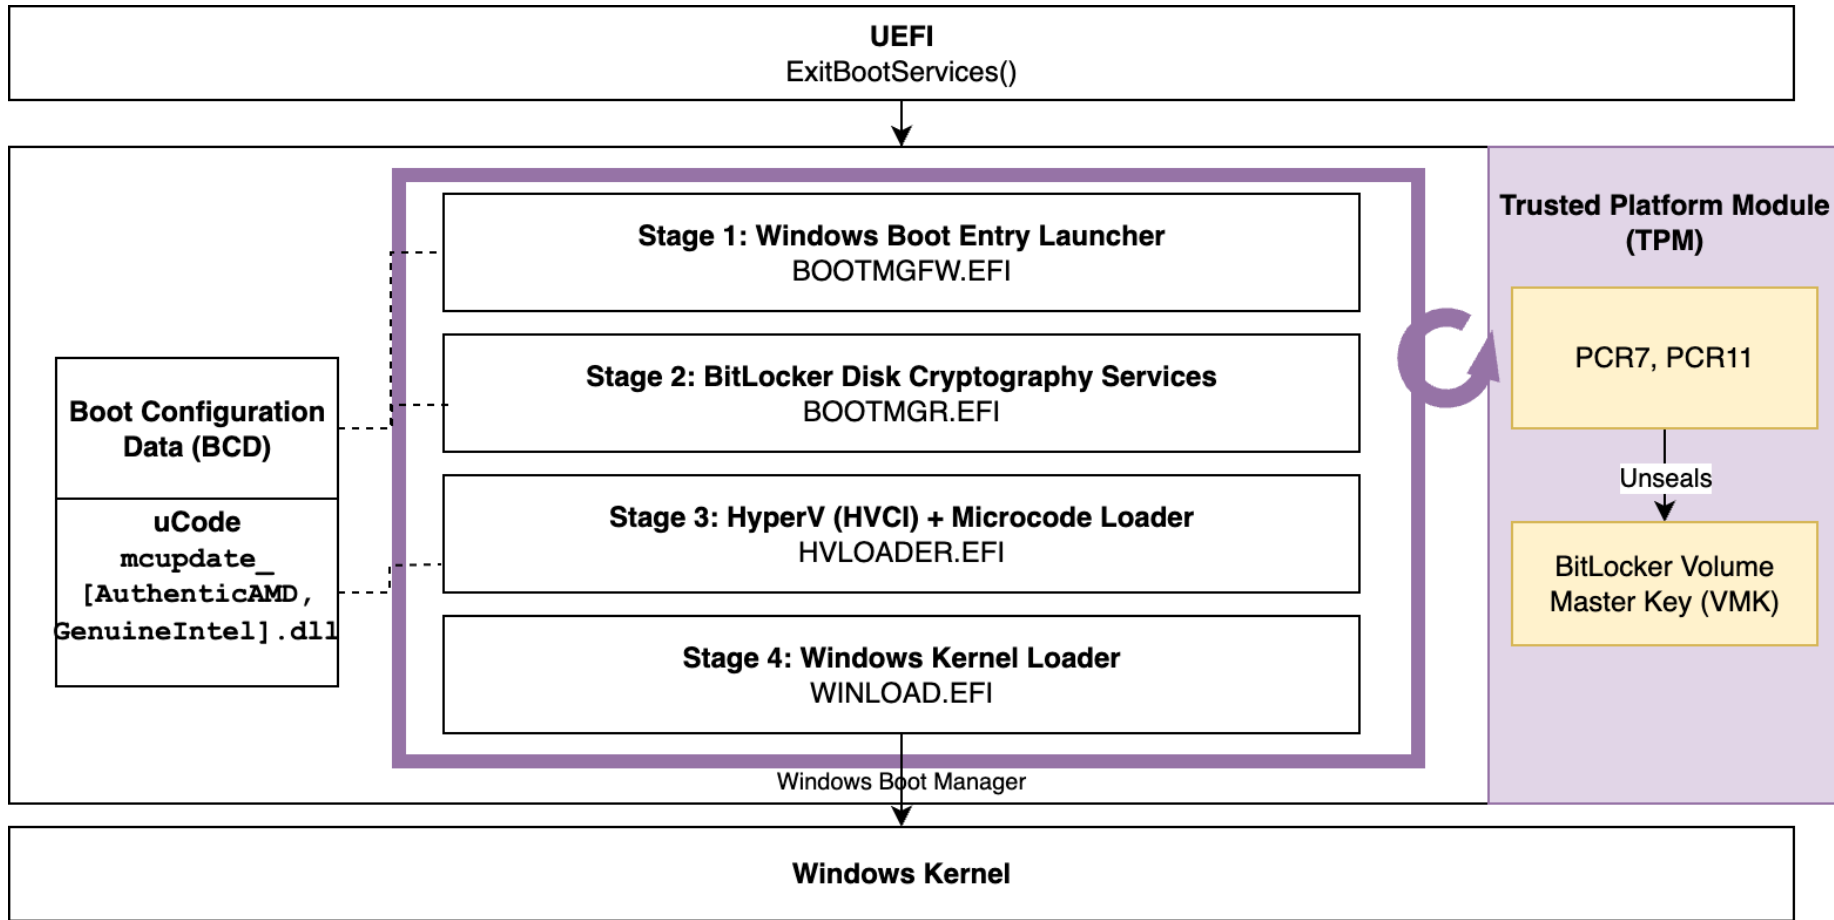 UEFI
ExitBootServices()
Stage 1: Windows Boot Entry Launcher
BOOTMGFW.EFI
Stage 2: BitLocker Disk Cryptography Services
BOOTMGR.EFI
Stage 3: HyperV (HVCI) + Microcode Loader
HVLOADER.EFI
Stage 4: Windows Kernel Loader
WINLOAD.EFI
Windows Boot Manager
Boot Configuration
Data (BCD)
uCode
mcupdate_
[AuthenticAMD,
GenuineIntel].dll
Trusted Platform Module
(TPM)
PCR7, PCR11
Unseals
BitLocker Volume
Master Key (VMK)
Windows Kernel